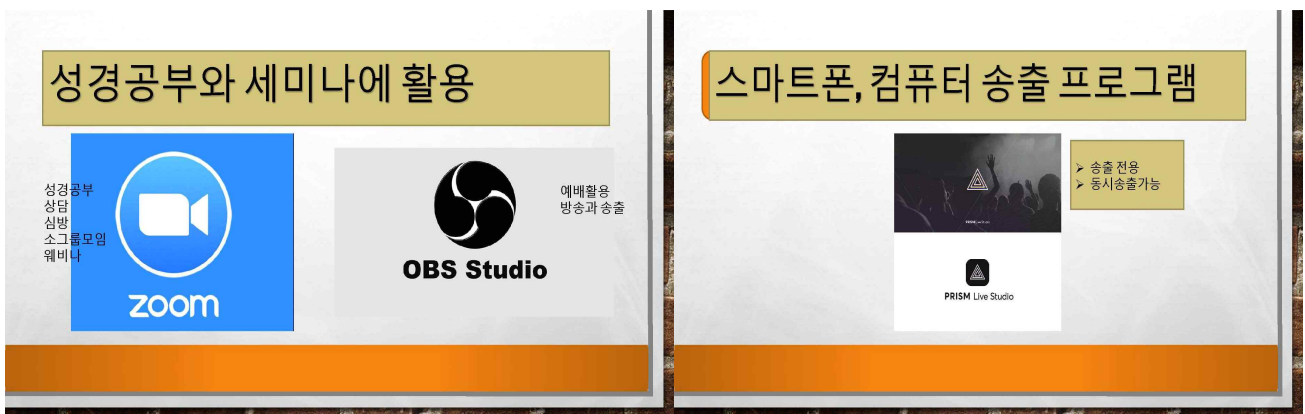 성경공부와 세미나에 활용
성경공부
상담
심방
소그룹모임
웨비나
zoom
OBS Studio
예배활용
방송과 송출
스마트폰, 컴퓨터 송출 프로그램
PRISM Live Studio
PRISM Live Studio
➢ 송출 전용
➢ 동시송출가능